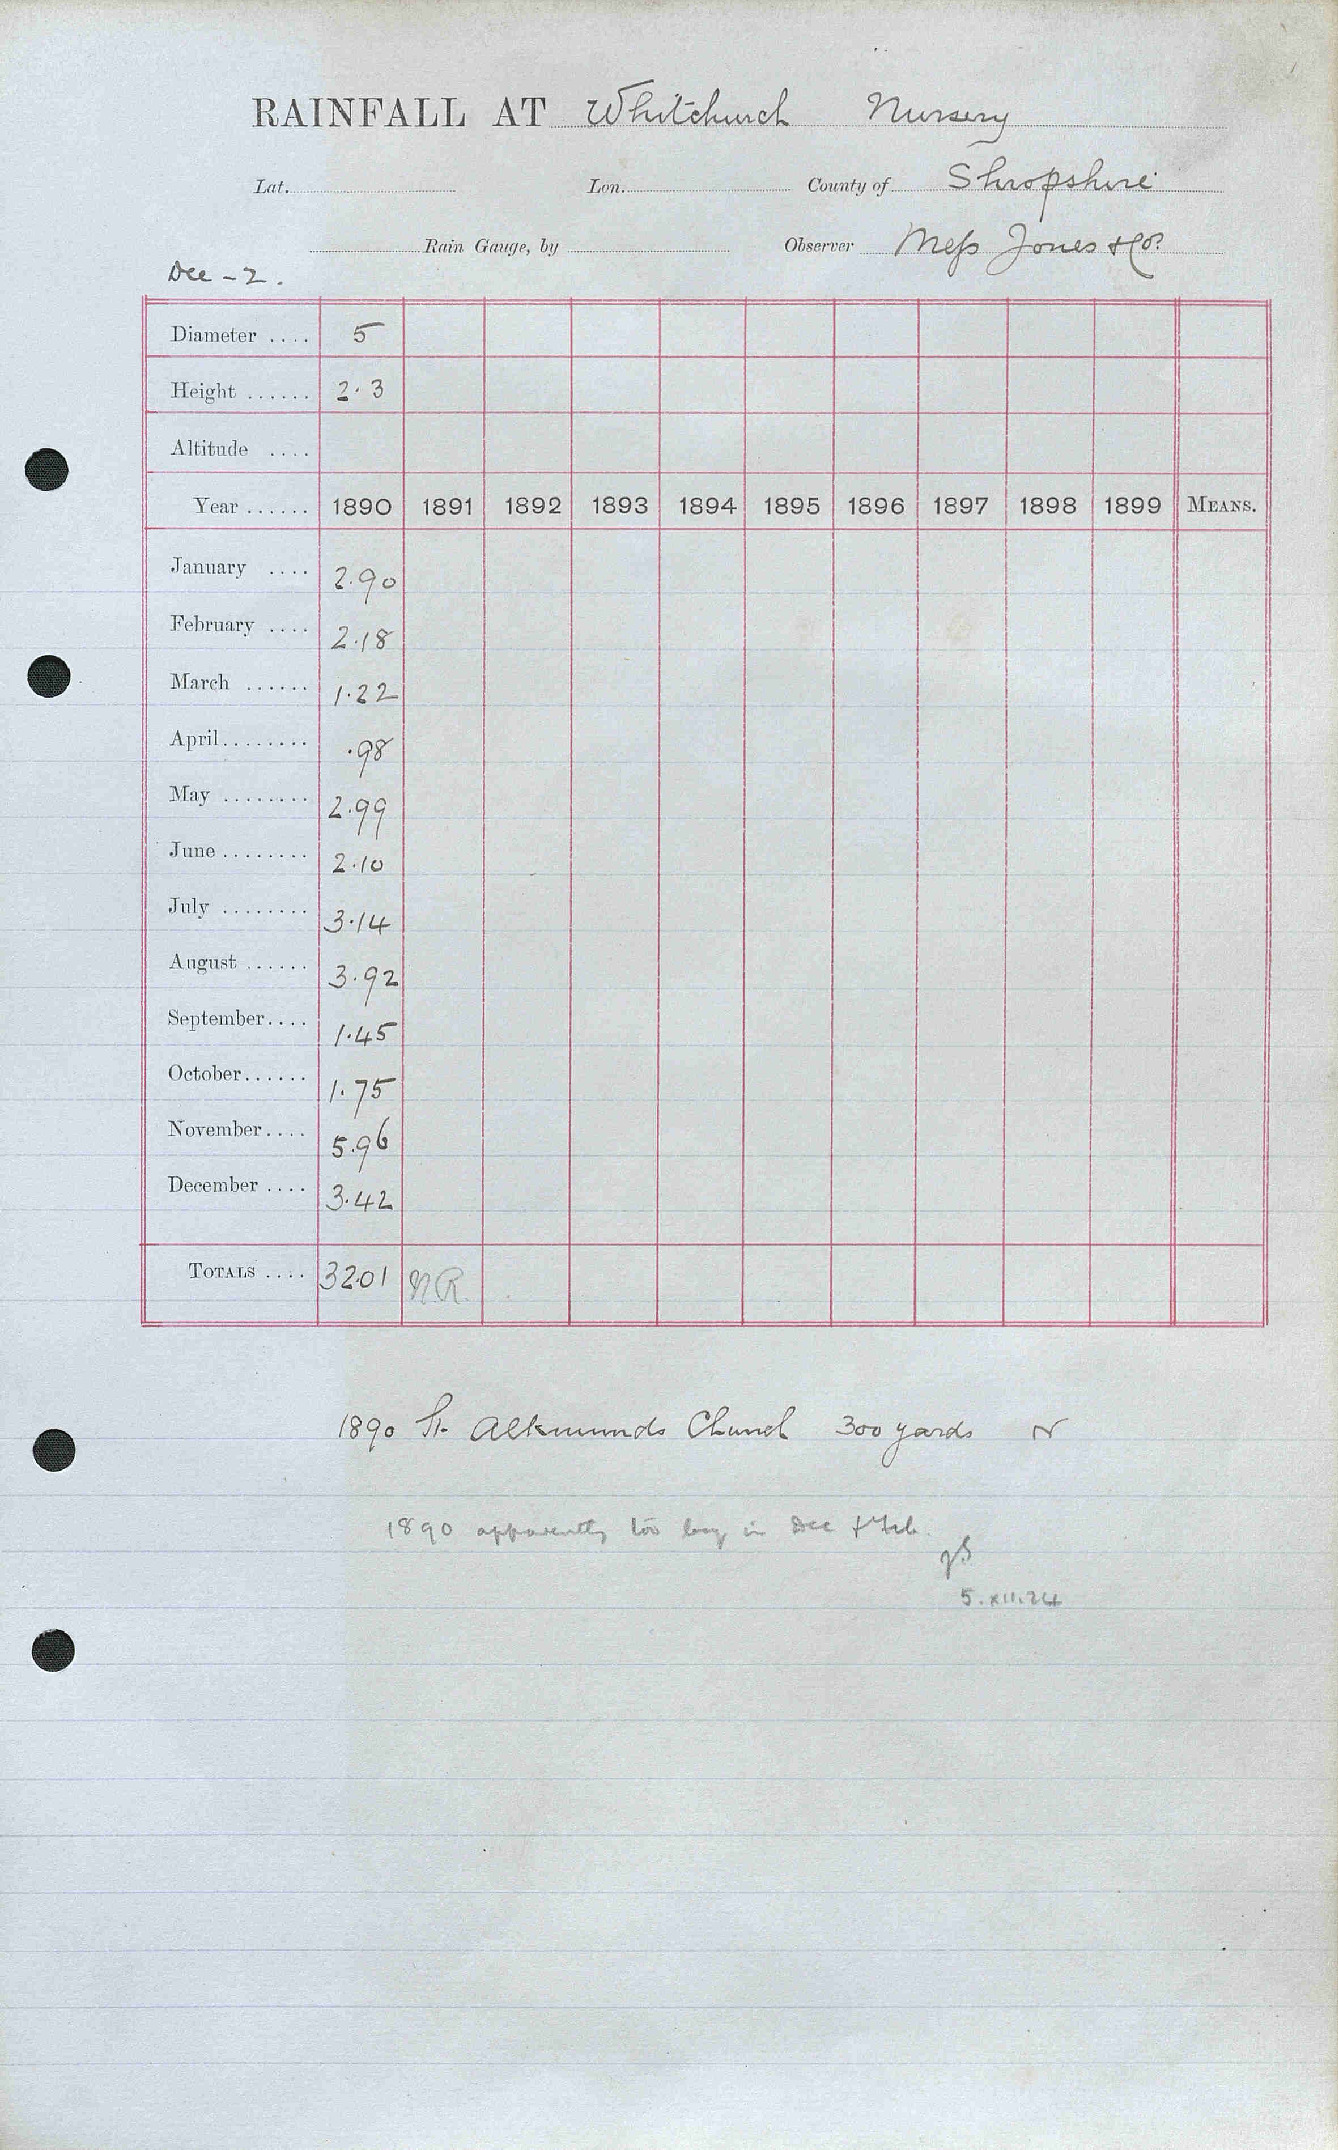 RAINFALL AT Whitchurch Nursery
Lat. Lon. County of Shropshire
Rain Gauge, by Observer Mess Jones & Co.
Dec - 2.
Diameter .... 5
Height ...... 2.3
Altitude ....
Year ...... 1890 1891 1892 1893 1894 1895 1896 1897 1898 1899 MEANS.
January .... 2.90
February .... 2.18
March ...... 1.22
April........ .98
May ........ 2.99
June ........ 2.10
July ........ 3.14
August ...... 3.92
September.... 1.45
October...... 1.75
November.... 5.96
December .... 3.42
TOTALS .... 32.01 NR
1890 St. Alkmunds Church 300 yards N
1890 apparently too big in Dec & Feb.
5.XII.24